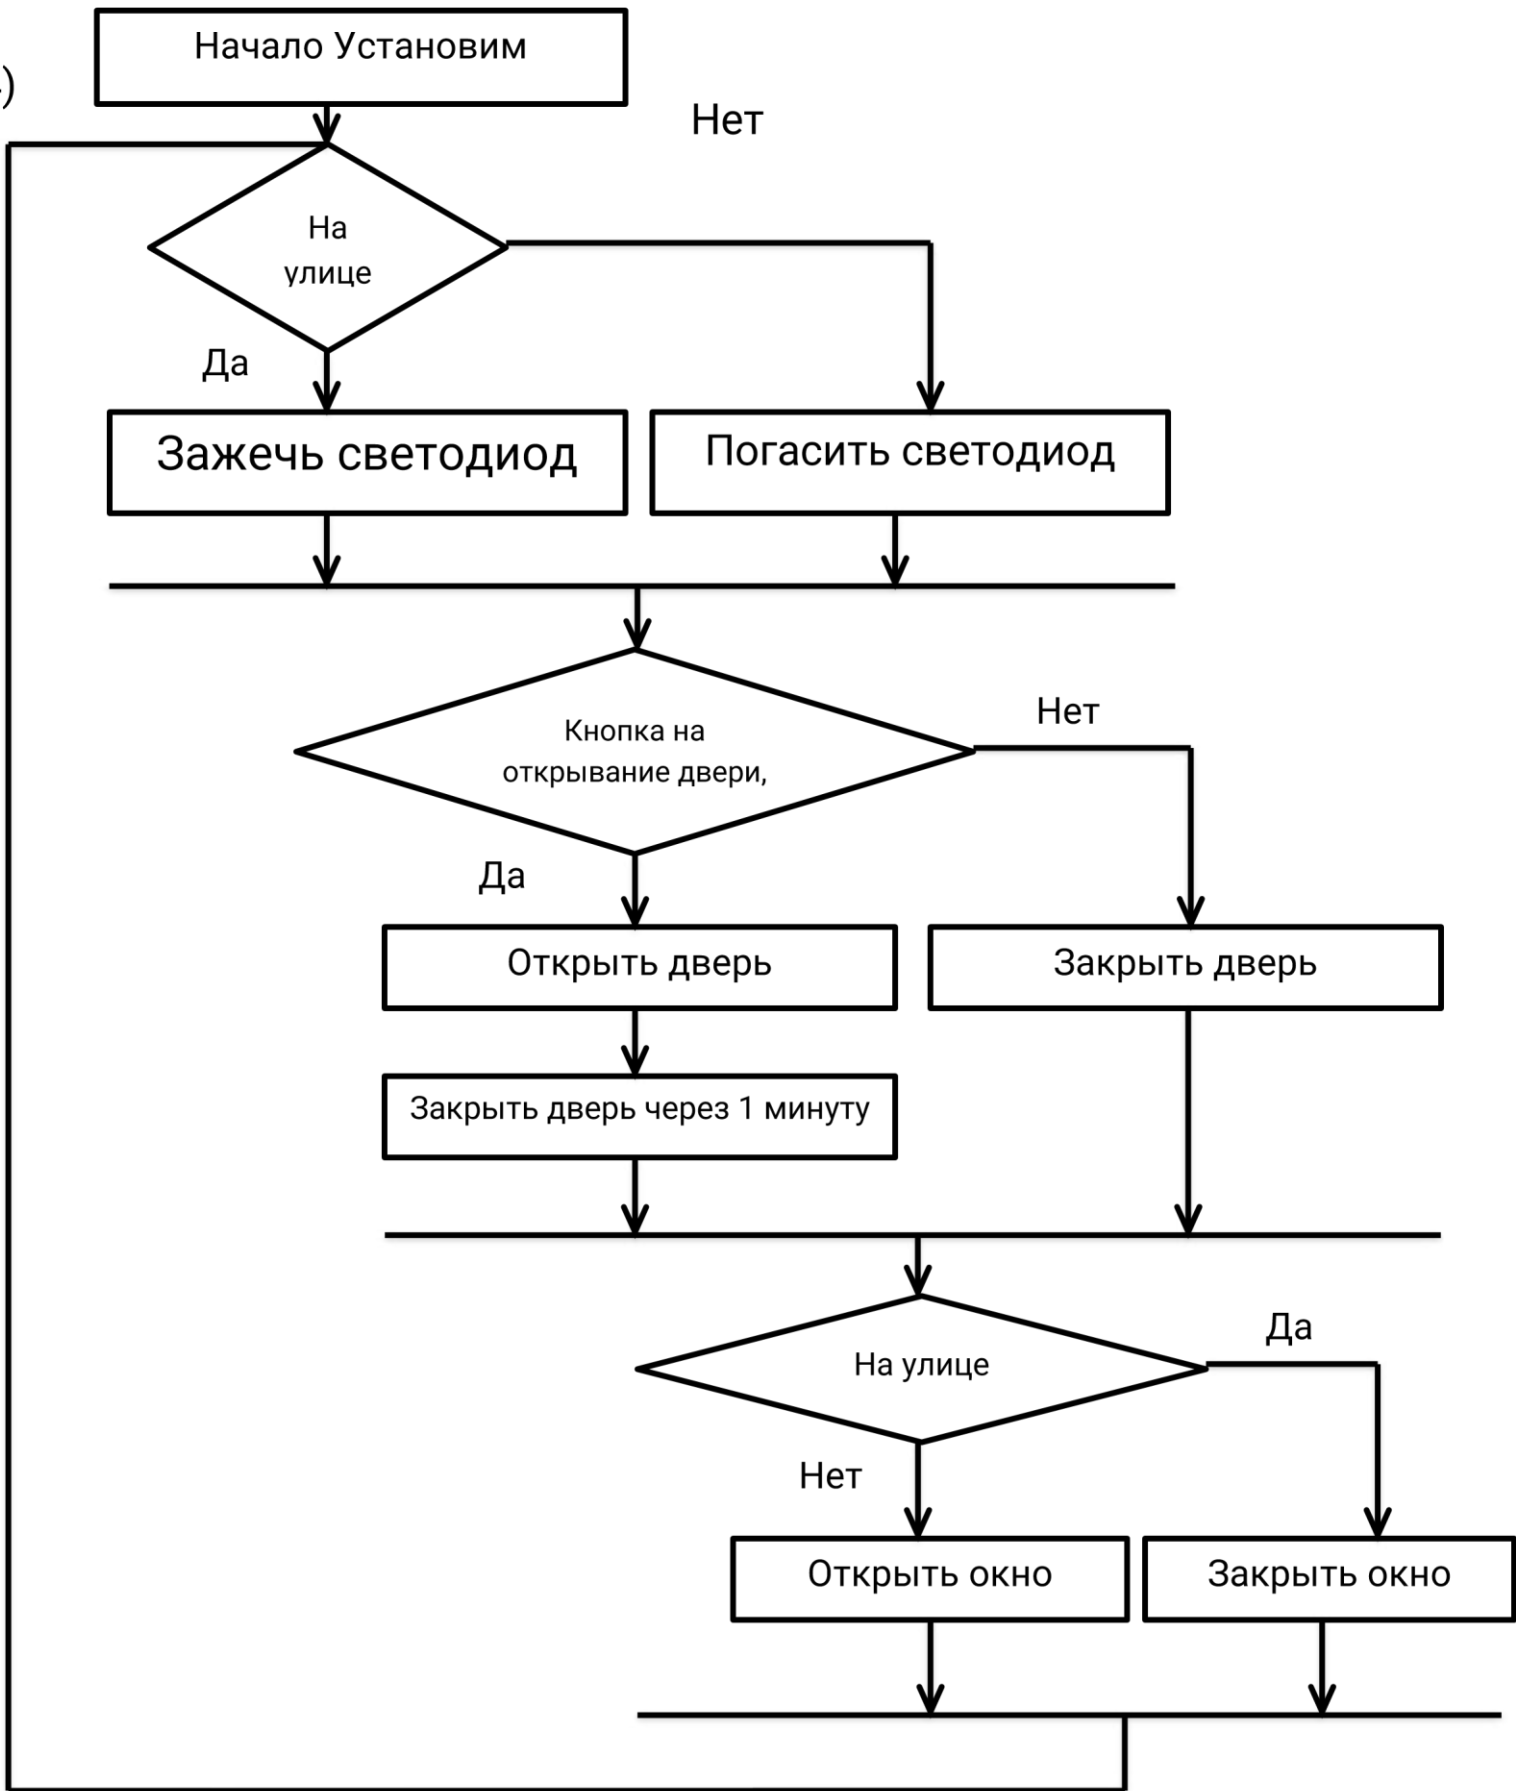 Начало Установим
)
Нет
На
улице
Да
Зажечь светодиод
Погасить светодиод
Кнопка на
открывание двери,
Нет
Да
Открыть дверь
Закрыть дверь
Закрыть дверь через 1 минуту
На улице
Да
Нет
Открыть окно
Закрыть окно